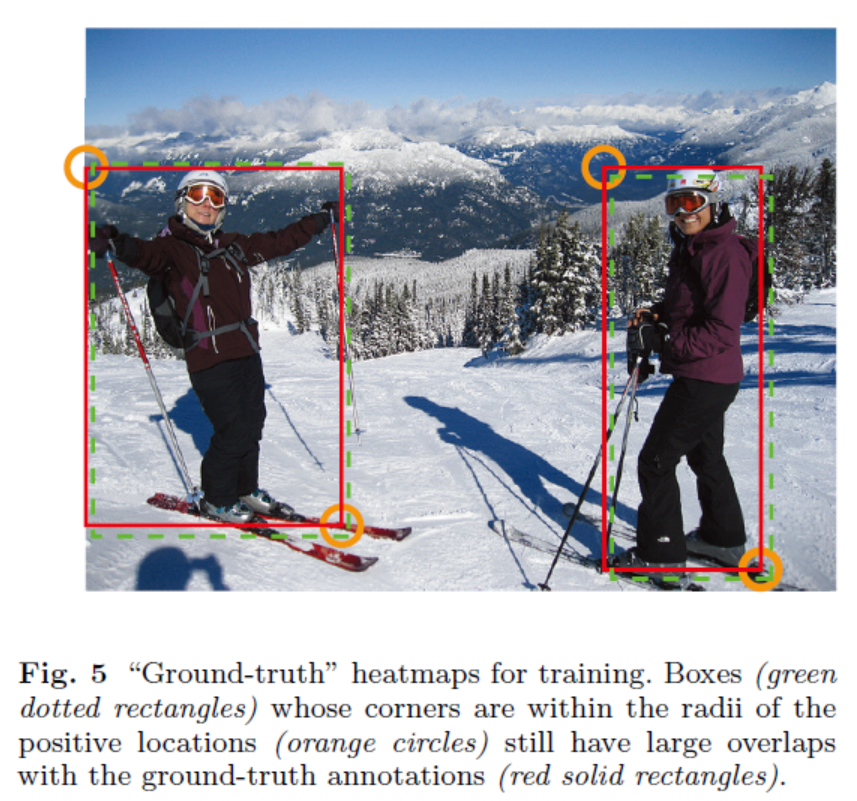 Fig. 5 “Ground-truth” heatmaps for training. Boxes (green
dotted rectangles) whose corners are within the radii of the
positive locations (orange circles) still have large overlaps
with the ground-truth annotations (red solid rectangles).